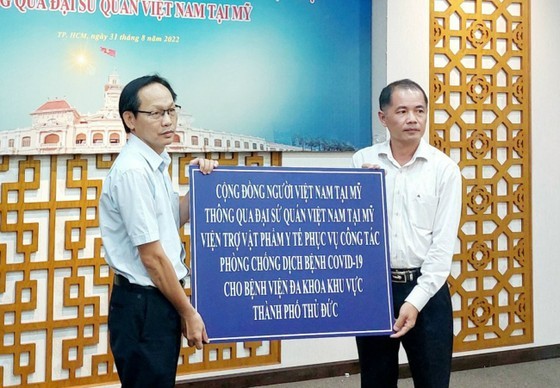 QUA ĐẠI SỨ QUÁN VIỆT NAM TẠI MỸ
TP. HCM, ngày 31 tháng 8 năm 2022
CỘNG ĐỒNG NGƯỜI VIỆT NAM TẠI MỸ
THÔNG QUA ĐẠI SỨ QUÁN VIỆT NAM TẠI MỸ
VIỆN TRỢ VẬT PHẨM Y TẾ PHỤC VỤ CÔNG TÁC
PHÒNG CHỐNG DỊCH BỆNH COVID-19
CHO BỆNH VIỆN ĐA KHOA KHU VỰC
THÀNH PHỐ THỦ ĐỨC